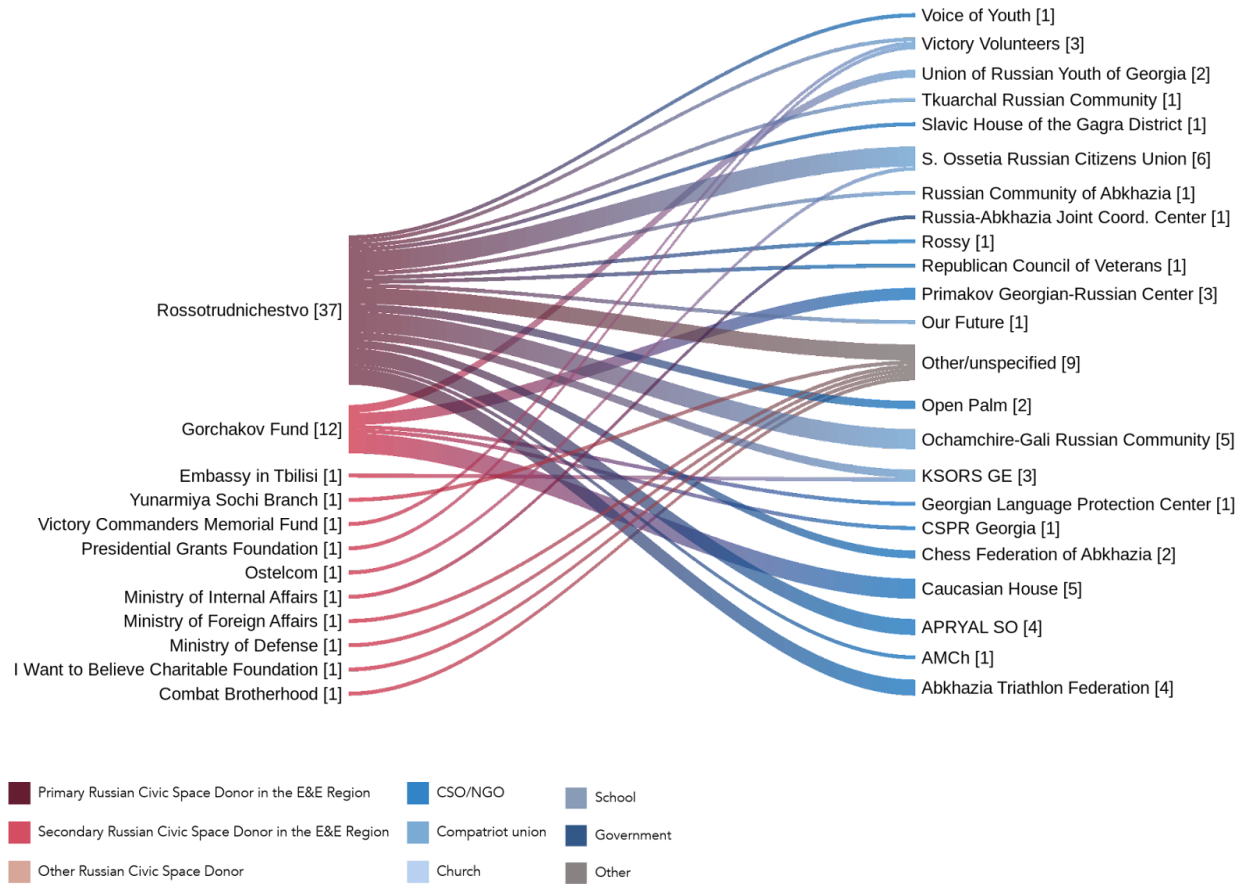 Rossotrudnichestvo [37]
Gorchakov Fund [12]
Embassy in Tbilisi [1]
Yunarmiya Sochi Branch [1]
Victory Commanders Memorial Fund [1]
Presidential Grants Foundation [1]
Ostelcom [1]
Ministry of Internal Affairs [1]
Ministry of Foreign Affairs [1]
Ministry of Defense [1]
I Want to Believe Charitable Foundation [1]
Combat Brotherhood [1]
Voice of Youth [1]
Victory Volunteers [3]
Union of Russian Youth of Georgia [2]
Tkuarchal Russian Community [1]
Slavic House of the Gagra District [1]
S. Ossetia Russian Citizens Union [6]
Russian Community of Abkhazia [1]
Russia-Abkhazia Joint Coord. Center [1]
Rossy [1]
Republican Council of Veterans [1]
Primakov Georgian-Russian Center [3]
Our Future [1]
Other/unspecified [9]
Open Palm [2]
Ochamchire-Gali Russian Community [5]
KSORS GE [3]
Georgian Language Protection Center [1]
CSPR Georgia [1]
Chess Federation of Abkhazia [2]
Caucasian House [5]
APRYAL SO [4]
AMCh [1]
Abkhazia Triathlon Federation [4]
Primary Russian Civic Space Donor in the E&E Region
Secondary Russian Civic Space Donor in the E&E Region
Other Russian Civic Space Donor
CSO/NGO
Compatriot union
Church
School
Government
Other